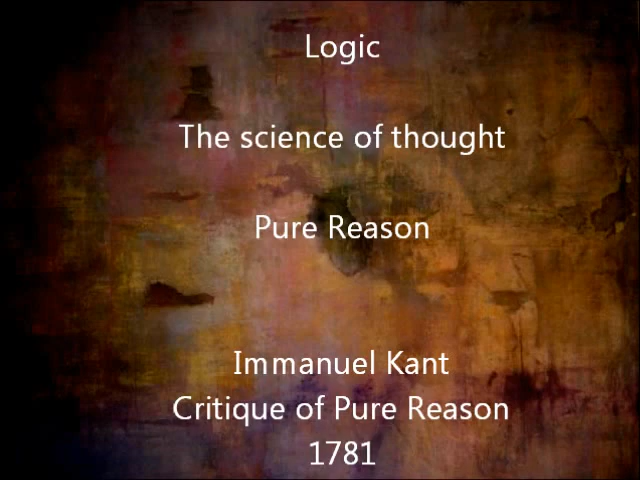 Logic
The science of thought
Pure Reason
Immanuel Kant
Critique of Pure Reason
1781